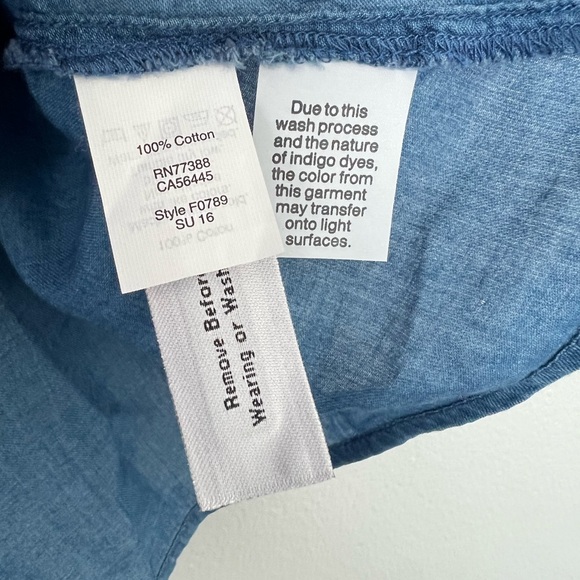 100% Cotton
RN77388
CA56445
Style F0789
SU 16
Due to this
wash process
and the nature
of indigo dyes,
the color from
this garment
may transfer
onto light
surfaces.
Remove Before
Wearing or Wash